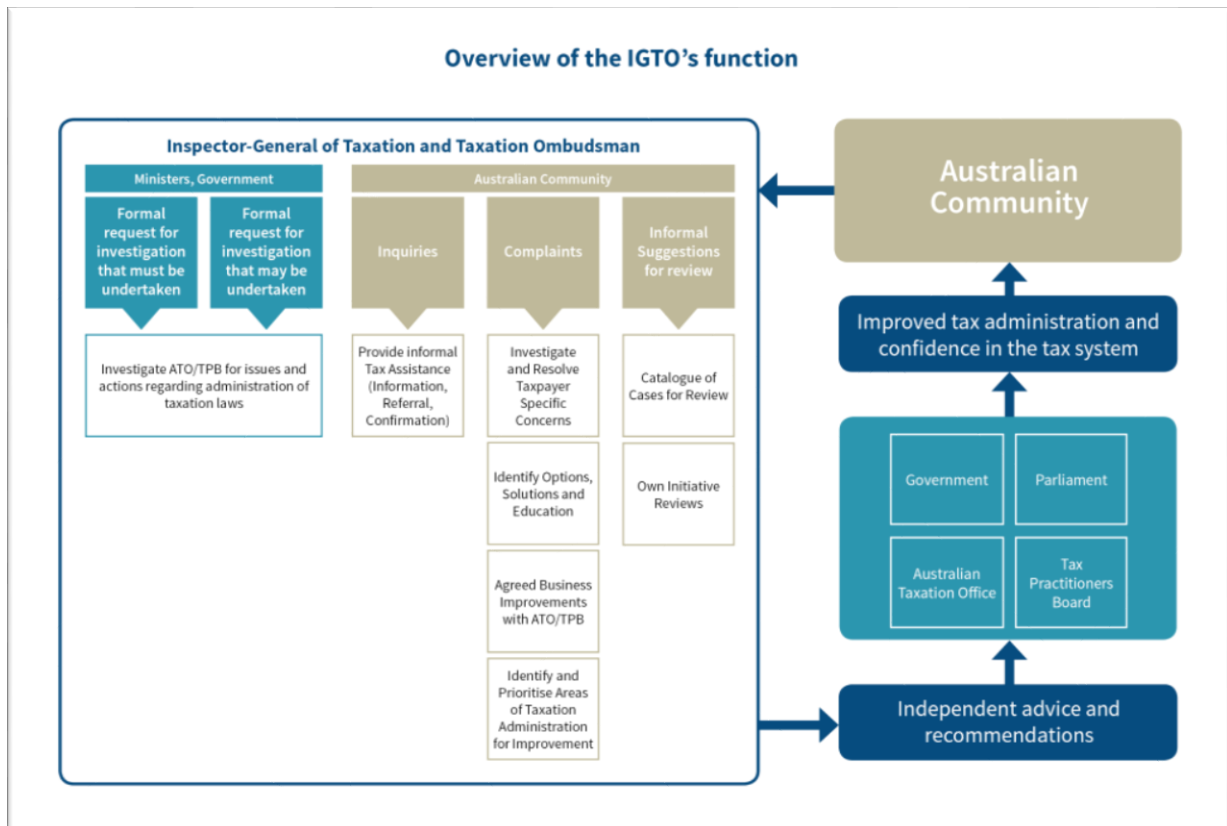 Overview of the IGTO’s function
Inspector-General of Taxation and Taxation Ombudsman
Ministers, Government
Formal
request for
investigation
that must be
undertaken
Formal
request for
investigation
that may be
undertaken
Investigate ATO/TPB for issues and
actions regarding administration of
taxation laws
Australian Community
Inquiries
Provide informal
Tax Assistance
(Information,
Referral,
Confirmation)
Complaints
Investigate
and Resolve
Taxpayer
Specific
Concerns
Identify Options,
Solutions and
Education
Agreed Business
Improvements
with ATO/TPB
Identify and
Prioritise Areas
of Taxation
Administration
for Improvement
Informal
Suggestions
for review
Catalogue of
Cases for Review
Own Initiative
Reviews
Australian
Community
Improved tax administration and
confidence in the tax system
Government
Parliament
Australian
Taxation Office
Tax
Practitioners
Board
Independent advice and
recommendations